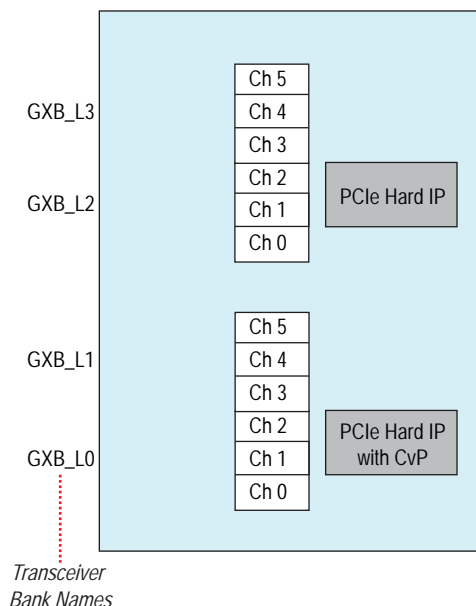 Ch 5
GXB_L3
Ch 4
Ch 3
Ch 2
PCIe Hard IP
GXB_L2
Ch 1
Ch 0
Ch 5
GXB_L1
Ch 4
Ch 3
Ch 2
PCIe Hard IP
with CvP
GXB_L0
Ch 1
Ch 0
Transceiver
Bank Names